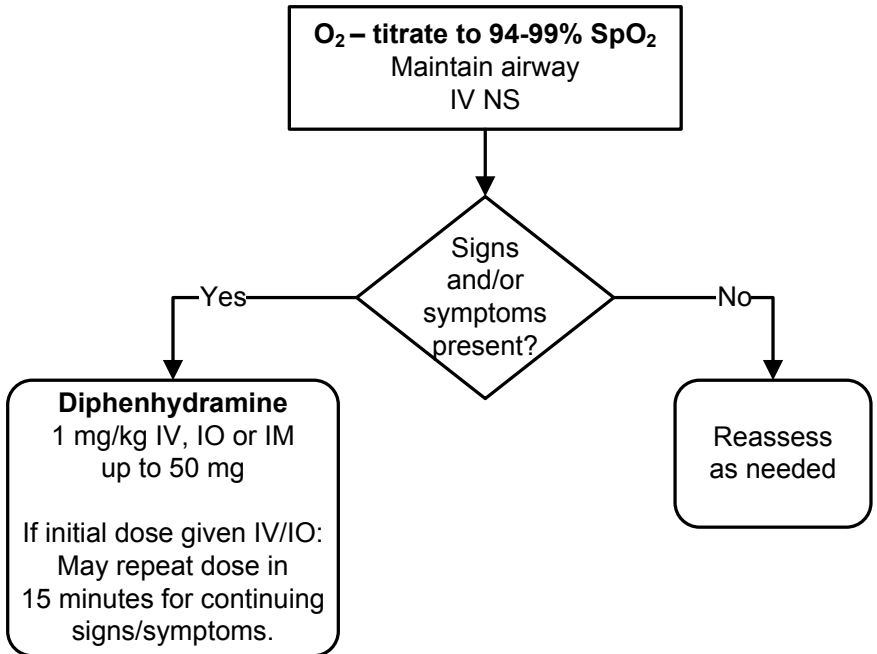 O₂ – titrate to 94-99% SpO₂
Maintain airway
IV NS
Signs
and/or
symptoms
present?
Yes
No
Diphenhydramine
1 mg/kg IV, IO or IM
up to 50 mg
If initial dose given IV/IO:
May repeat dose in
15 minutes for continuing
signs/symptoms.
Reassess
as needed